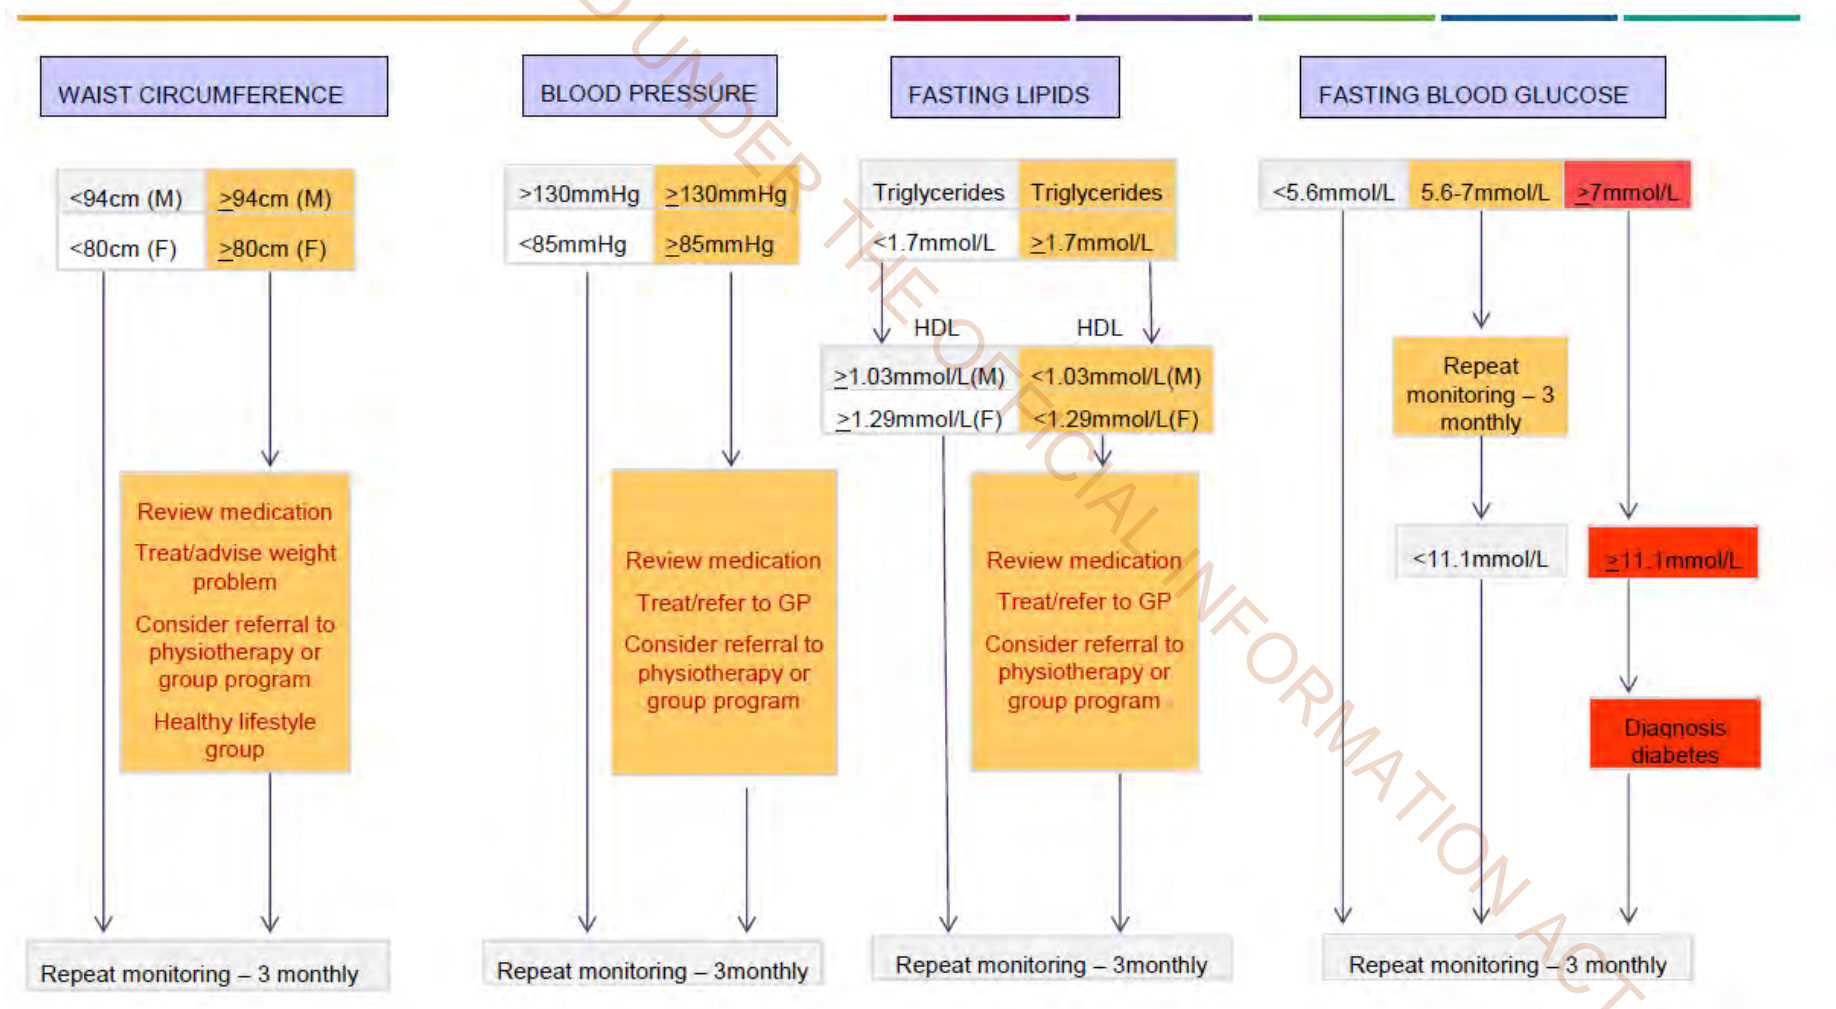 WAIST CIRCUMFERENCE
<94cm (M) ≥94cm (M)
<80cm (F) ≥80cm (F)
Review medication
Treat/advise weight
problem
Consider referral to
physiotherapy or
group program
Healthy lifestyle
group
Repeat monitoring – 3 monthly
BLOOD PRESSURE
>130mmHg ≥130mmHg
<85mmHg ≥85mmHg
Review medication
Treat/refer to GP
Consider referral to
physiotherapy or
group program
Repeat monitoring – 3monthly
FASTING LIPIDS
Triglycerides Triglycerides
<1.7mmol/L ≥1.7mmol/L
HDL HDL
≥1.03mmol/L(M) <1.03mmol/L(M)
≥1.29mmol/L(F) <1.29mmol/L(F)
Review medication
Treat/refer to GP
Consider referral to
physiotherapy or
group program
Repeat monitoring – 3monthly
FASTING BLOOD GLUCOSE
<5.6mmol/L 5.6-7mmol/L ≥7mmol/L
Repeat
monitoring – 3
monthly
<11.1mmol/L ≥11.1mmol/L
Diagnosis
diabetes
Repeat monitoring – 3 monthly
UNDER THE OFFICIAL INFORMATION ACT